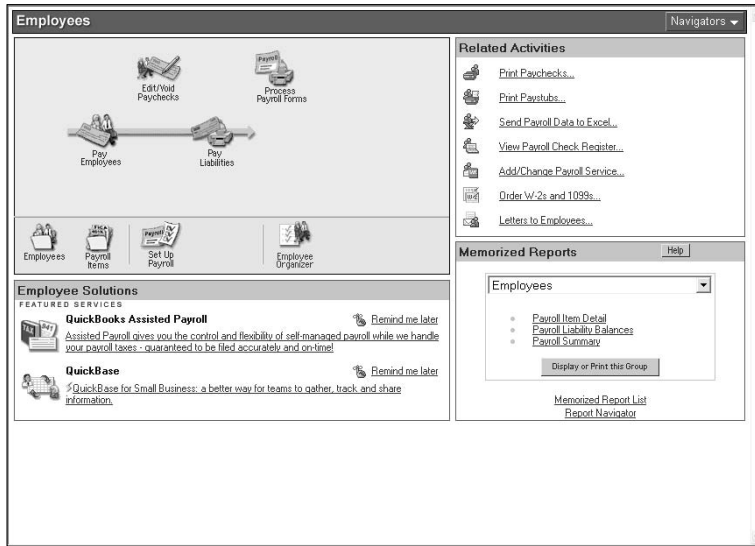 Employees
Navigators
Edit/Void
Paychecks
Process
Payroll Forms
Pay
Employees
Pay
Liabilities
Employees
Payroll
Items
Set Up
Payroll
Employee
Organizer
Employee Solutions
FEATURED SERVICES
QuickBooks Assisted Payroll
Remind me later
Assisted Payroll gives you the control and flexibility of self-managed payroll while we handle
your payroll taxes - guaranteed to be filed accurately and on-time!
QuickBase
Remind me later
QuickBase for Small Business: a better way for teams to gather, track and share
information.
Related Activities
Print Paychecks...
Print Paystubs...
Send Payroll Data to Excel...
View Payroll Check Register...
Add/Change Payroll Service...
Order W-2s and 1099s...
Letters to Employees...
Memorized Reports
Help
Employees
Payroll Item Detail
Payroll Liability Balances
Payroll Summary
Display or Print this Group
Memorized Report List
Report Navigator